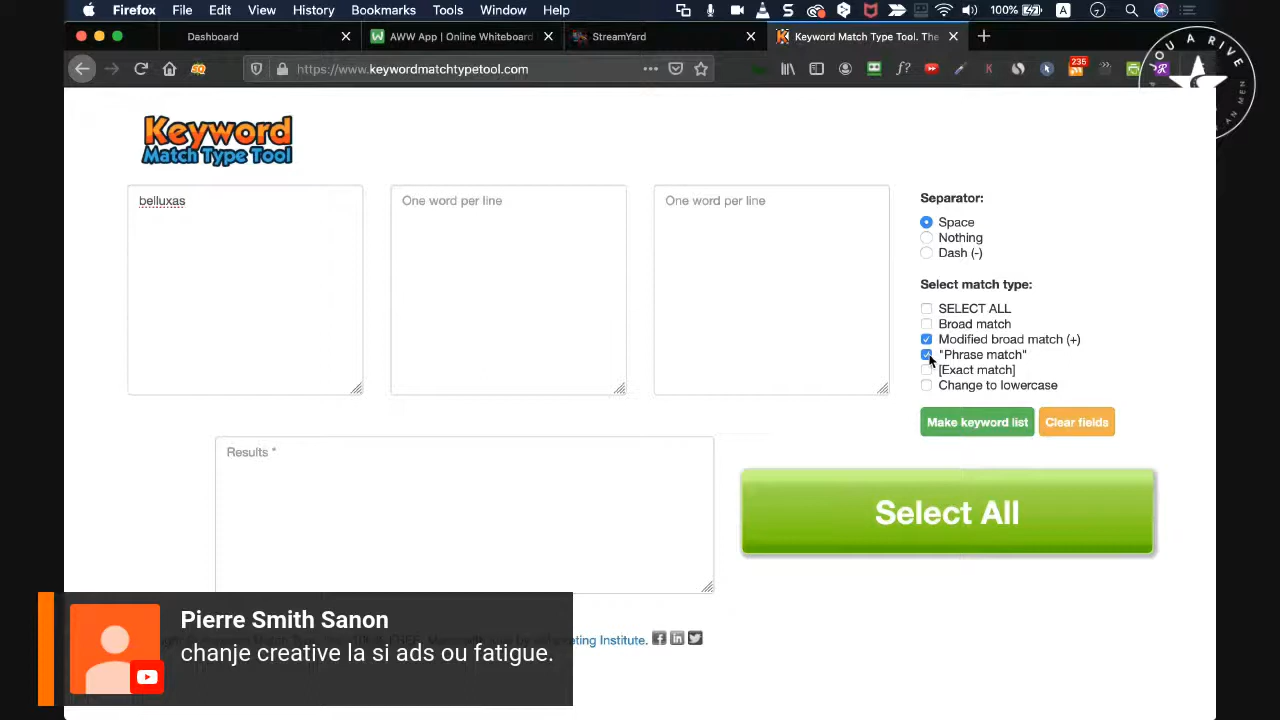 Firefox File Edit View History Bookmarks Tools Window Help 100%
Dashboard AWW App | Online Whiteboard StreamYard Keyword Match Type Tool. The
https://www.keywordmatchtypetool.com 235
Keyword
Match Type Tool
belluxas One word per line One word per line
Separator:
Space
Nothing
Dash (-)
Select match type:
SELECT ALL
Broad match
Modified broad match (+)
"Phrase match"
[Exact match]
Change to lowercase
Make keyword list Clear fields
Results *
Select All
Pierre Smith Sanon
chanje creative la si ads ou fatigue.
eting Institute.